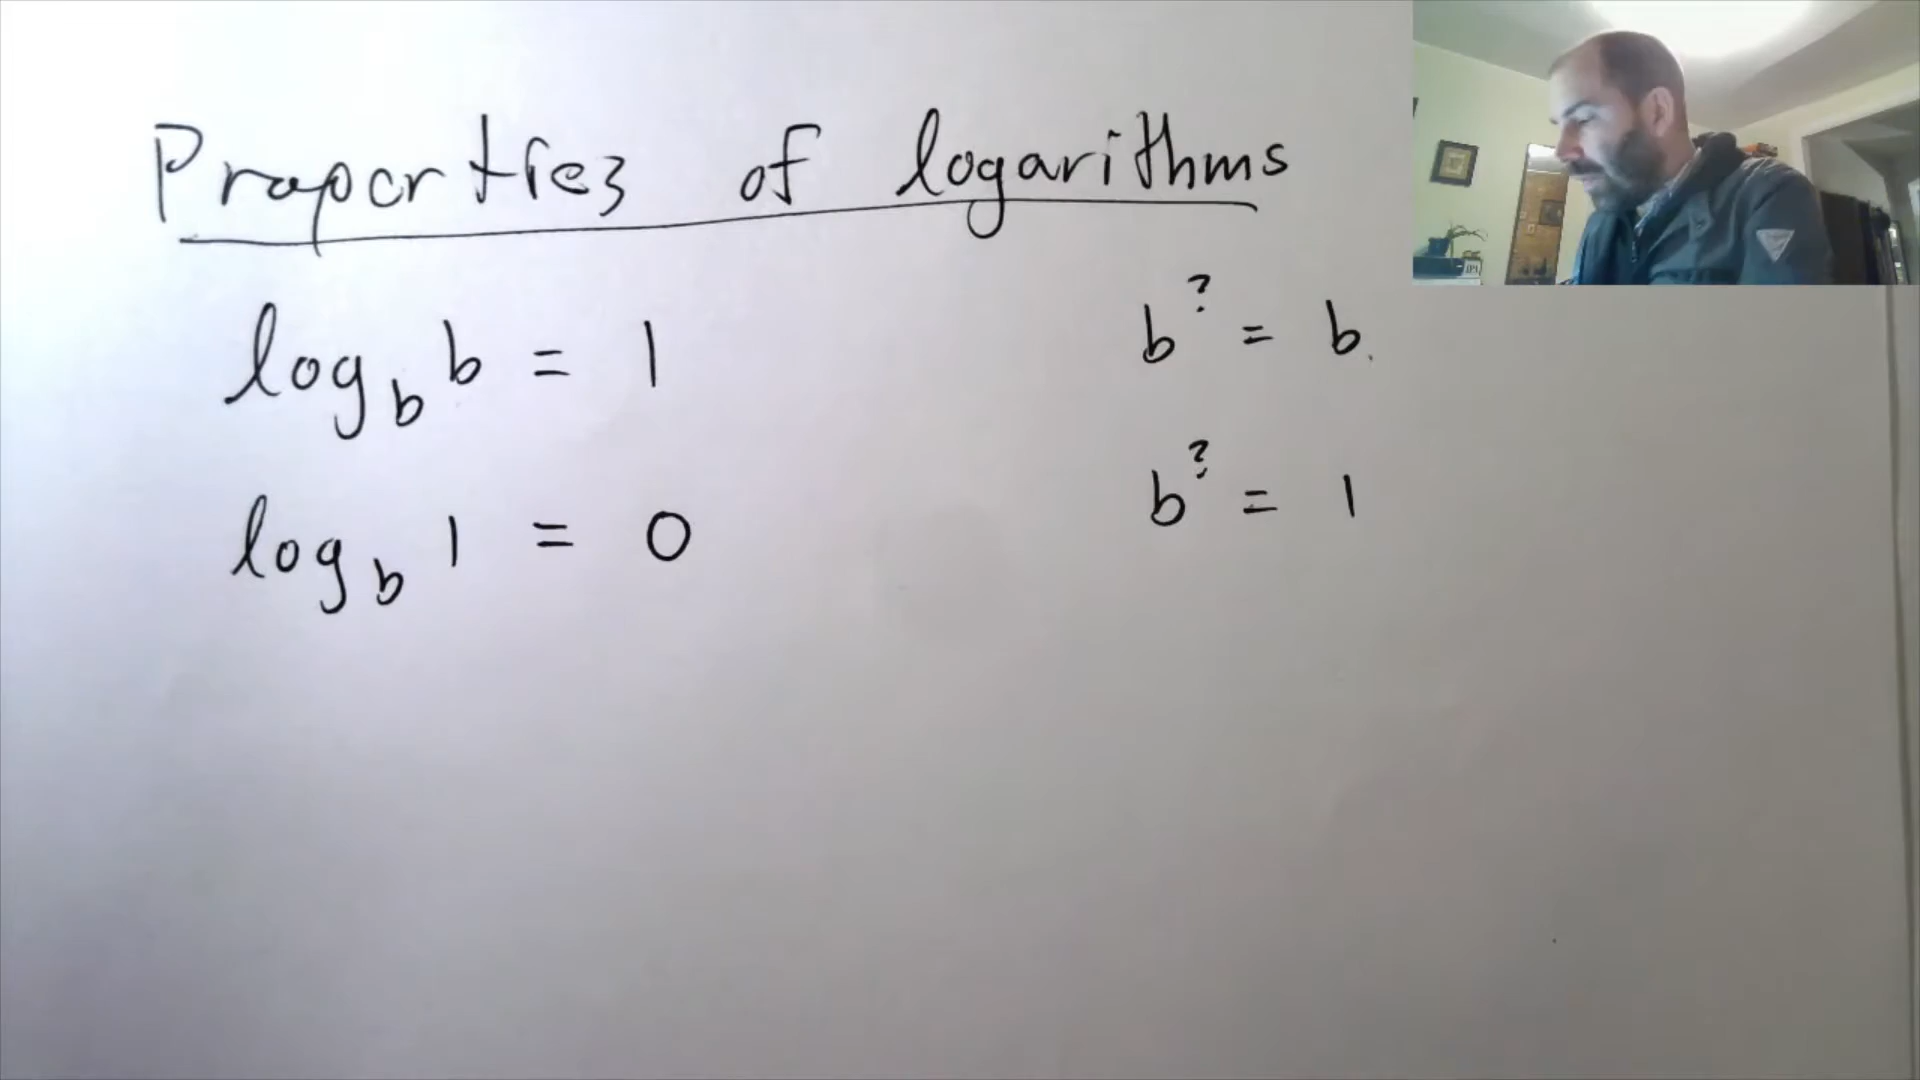 Properties of logarithms
log_b b = 1
b^? = b.
log_b 1 = 0
b^? = 1